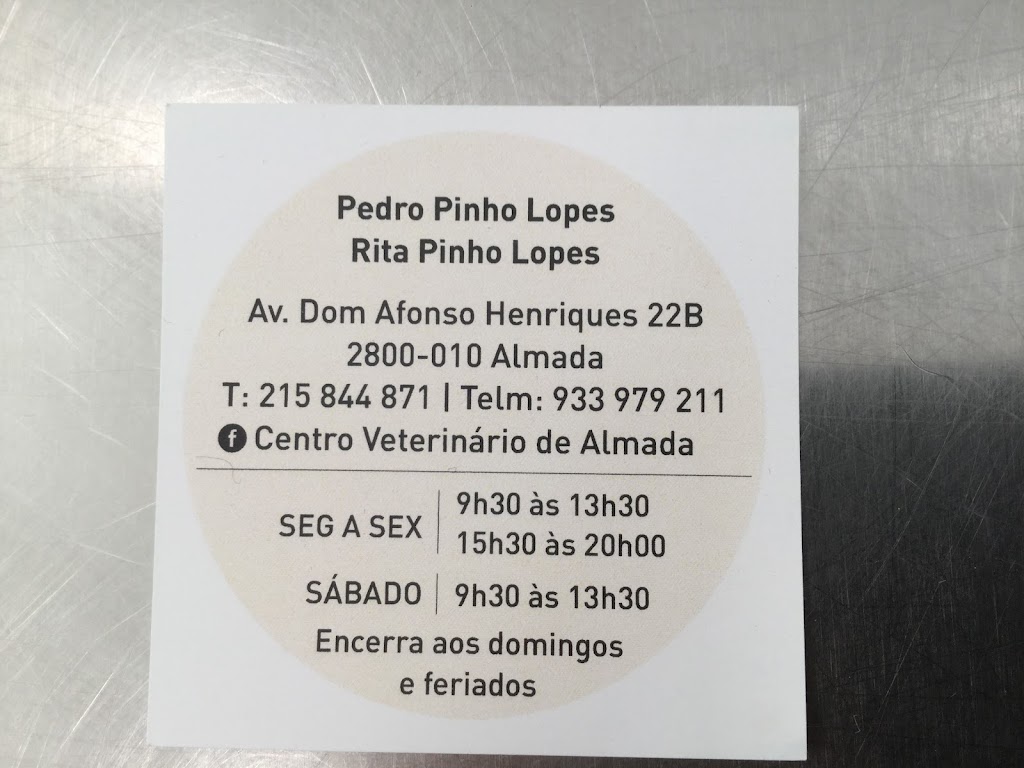 Pedro Pinho Lopes
Rita Pinho Lopes
Av. Dom Afonso Henriques 22B
2800-010 Almada
T: 215 844 871 | Telm: 933 979 211
f Centro Veterinário de Almada
SEG A SEX | 9h30 às 13h30
15h30 às 20h00
SÁBADO | 9h30 às 13h30
Encerra aos domingos
e feriados